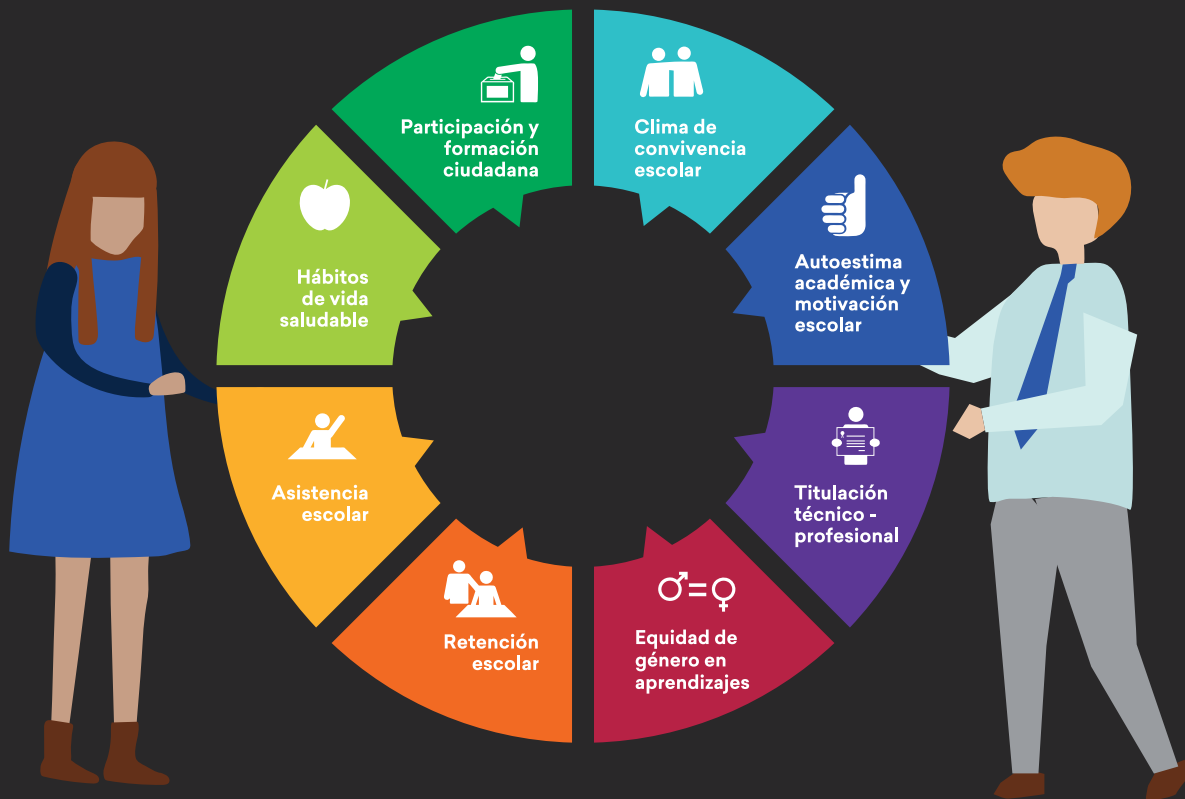 Participación y
formación
ciudadana
Clima de
convivencia
escolar
Hábitos
de vida
saludable
Autoestima
académica y
motivación
escolar
Asistencia
escolar
Titulación
técnico -
profesional
Retención
escolar
Equidad de
género en
aprendizajes